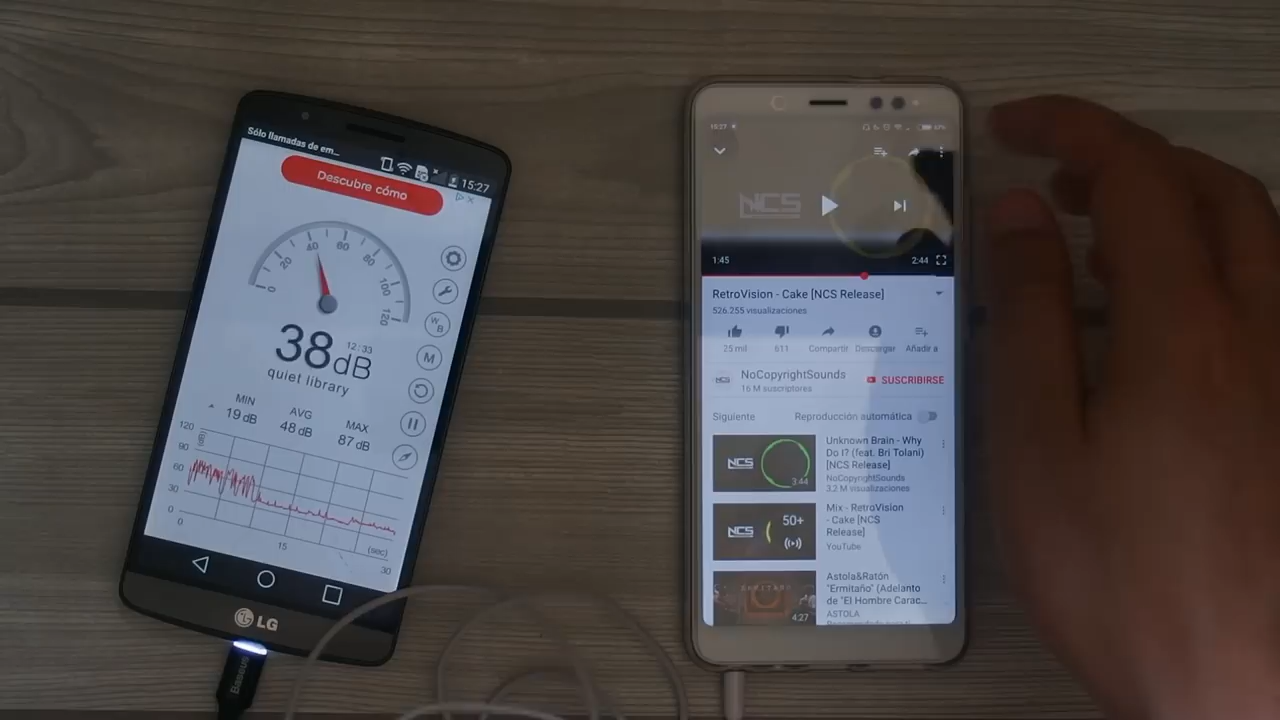 Sólo llamadas de em...
15:27
Descubre cómo
0
20
40
60
80
100
120
12:33
38dB
quiet library
W
B
M
MIN
19 dB
AVG
48 dB
MAX
87 dB
120
90
60
30
0
(dB)
0
15
30
(sec)
LG
Baseus
15:27
NCS
1:45
2:44
RetroVision - Cake [NCS Release]
526.255 visualizaciones
25 mil
611
Compartir
Descargar
Añadir a
NoCopyrightSounds
16 M suscriptores
SUSCRIBIRSE
Siguiente
Reproducción automática
NCS
3:44
Unknown Brain - Why
Do I? (feat. Bri Tolani)
[NCS Release]
NoCopyrightSounds
3,2 M visualizaciones
NCS
50+
Mix - RetroVision
- Cake [NCS
Release]
YouTube
4:27
Astola&Ratón
"Ermitaño" (Adelanto
de "El Hombre Carac...
ASTOLA